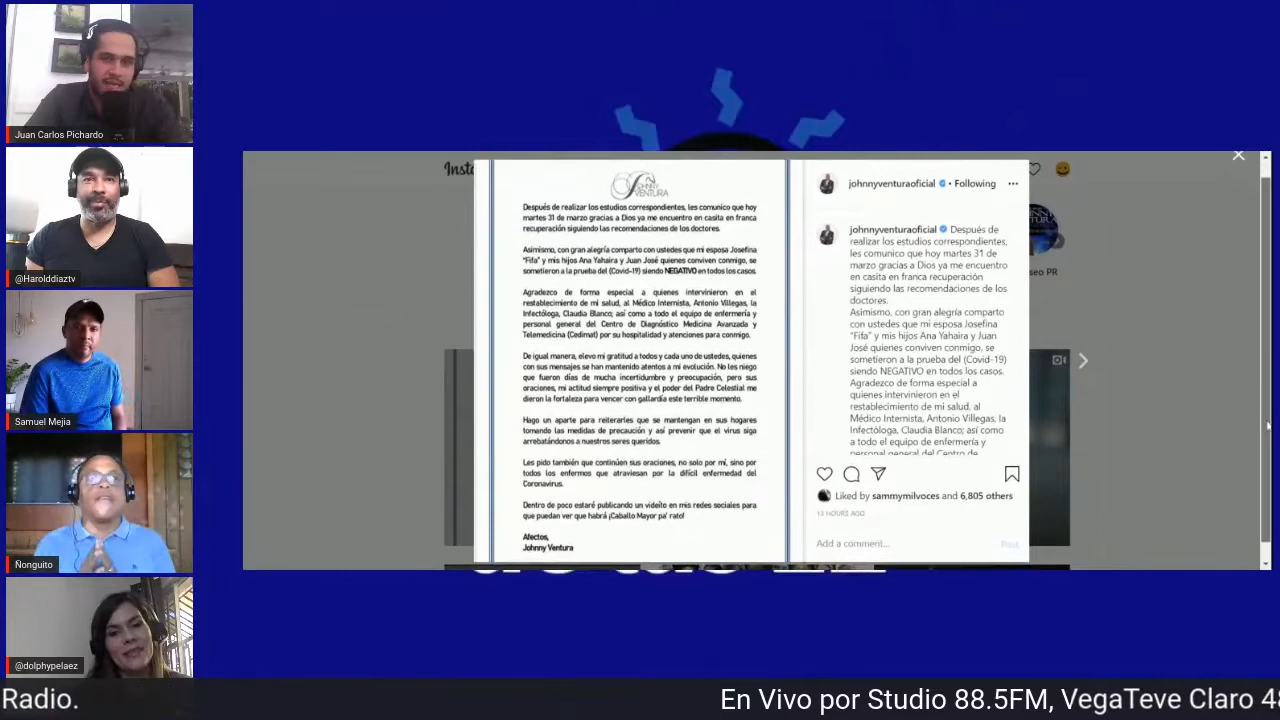 Juan Carlos Pichardo
@Harolddiaztv
Samuel Mejia
Ñonguito
@dolphypelaez
JOHNNY
VENTURA
Después de realizar los estudios correspondientes, les comunico que hoy
martes 31 de marzo gracias a Dios ya me encuentro en casita en franca
recuperación siguiendo las recomendaciones de los doctores.
Asimismo, con gran alegría comparto con ustedes que mi esposa Josefina
"Fifa" y mis hijos Ana Yahaira y Juan José quienes conviven conmigo, se
sometieron a la prueba del (Covid-19) siendo NEGATIVO en todos los casos.
Agradezco de forma especial a quienes intervinieron en el
restablecimiento de mi salud, al Médico Internista, Antonio Villegas, la
Infectóloga, Claudia Blanco; así como a todo el equipo de enfermería y
personal general del Centro de Diagnóstico Medicina Avanzada y
Telemedicina (Cedimat) por su hospitalidad y atenciones para conmigo.
De igual manera, elevo mi gratitud a todos y cada uno de ustedes, quienes
con sus mensajes se han mantenido atentos a mi evolución. No les niego
que fueron días de mucha incertidumbre y preocupación, pero sus
oraciones, mi actitud siempre positiva y el poder del Padre Celestial me
dieron la fortaleza para vencer con gallardía este terrible momento.
Hago un aparte para reiterarles que se mantengan en sus hogares
tomando las medidas de precaución y así prevenir que el virus siga
arrebatándonos a nuestros seres queridos.
Les pido también que continúen sus oraciones, no solo por mí, sino por
todos los enfermos que atraviesan por la difícil enfermedad del
Coronavirus.
Dentro de poco estaré publicando un videíto en mis redes sociales para
que puedan ver que habrá ¡Caballo Mayor pa' rato!
Afectos,
Johnny Ventura
johnnyventuraoficial • Following
johnnyventuraoficial Después de
realizar los estudios correspondientes,
les comunico que hoy martes 31 de
marzo gracias a Dios ya me encuentro
en casita en franca recuperación
siguiendo las recomendaciones de los
doctores.
Asimismo, con gran alegría comparto
con ustedes que mi esposa Josefina
"Fifa" y mis hijos Ana Yahaira y Juan
José quienes conviven conmigo, se
sometieron a la prueba del (Covid-19)
siendo NEGATIVO en todos los casos.
Agradezco de forma especial a
quienes intervinieron en el
restablecimiento de mi salud, al
Médico Internista, Antonio Villegas, la
Infectóloga, Claudia Blanco; así como
a todo el equipo de enfermería y
personal general del Centro de
Liked by sammymilvoces and 6,805 others
13 HOURS AGO
Add a comment...
Post
Insta
seo PR
Radio.
En Vivo por Studio 88.5FM, VegaTeve Claro 4